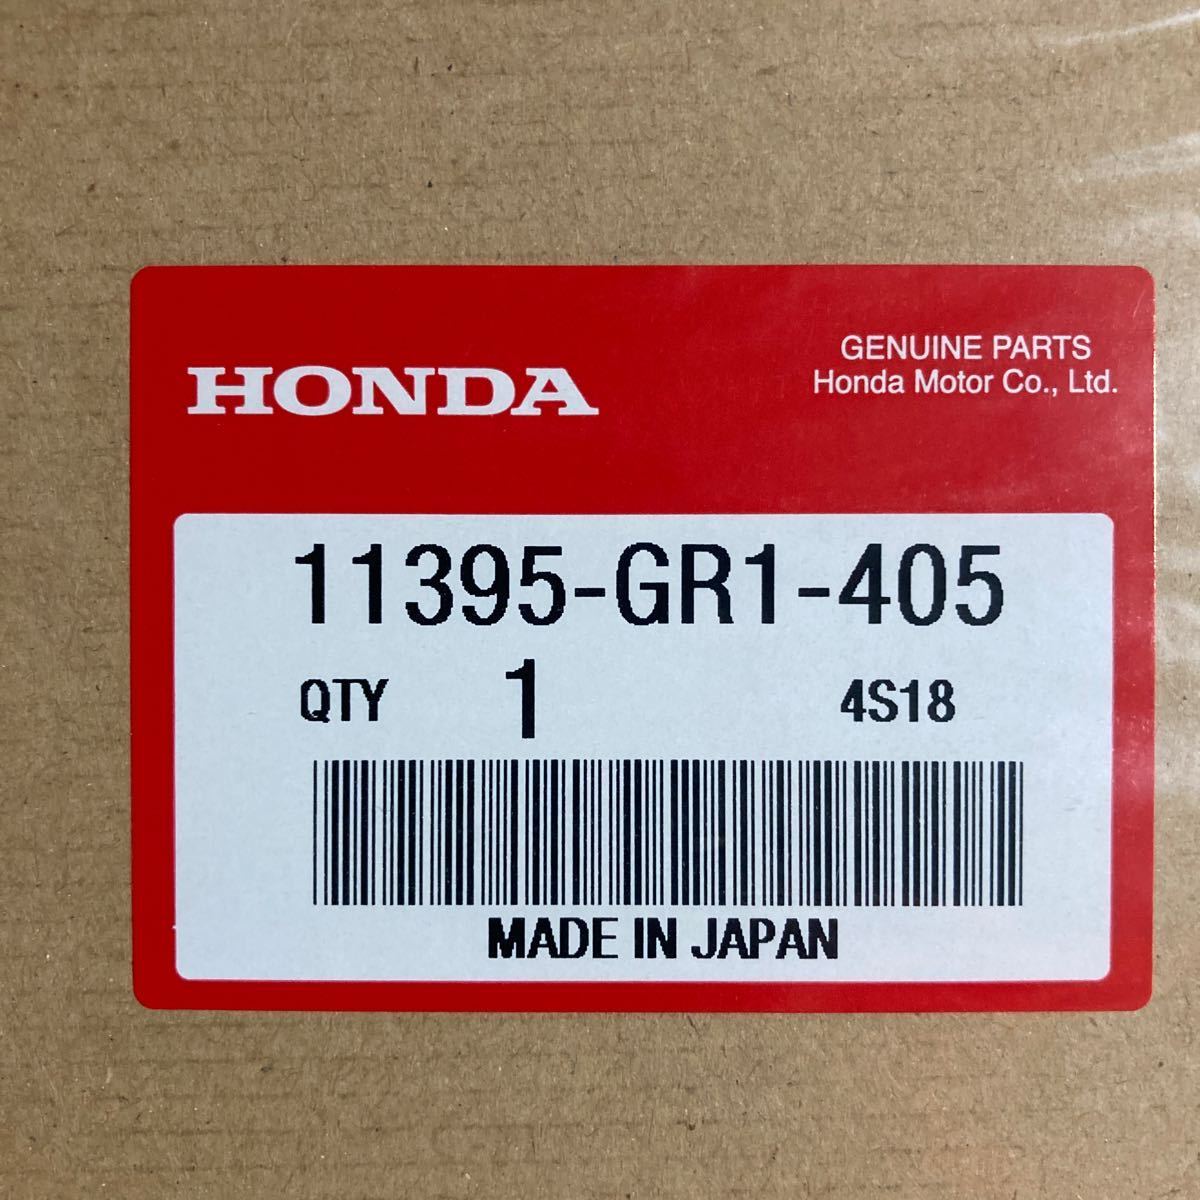 HONDA
GENUINE PARTS
Honda Motor Co., Ltd.
11395-GR1-405
QTY 1 4S18
MADE IN JAPAN